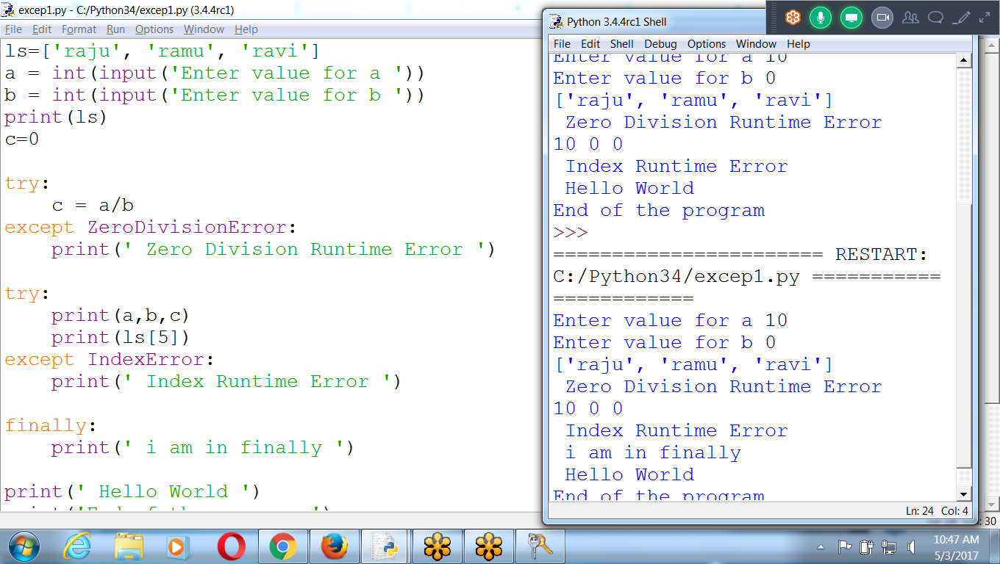 excep1.py - C:/Python34/excep1.py (3.4.4rc1)
File Edit Format Run Options Window Help
ls=['raju', 'ramu', 'ravi']
a = int(input('Enter value for a '))
b = int(input('Enter value for b '))
print(ls)
c=0
try:
    c = a/b
except ZeroDivisionError:
    print(' Zero Division Runtime Error ')
try:
    print(a,b,c)
    print(ls[5])
except IndexError:
    print(' Index Runtime Error ')
finally:
    print(' i am in finally ')
print(' Hello World ')
Python 3.4.4rc1 Shell
File Edit Shell Debug Options Window Help
Enter value for a 10
Enter value for b 0
['raju', 'ramu', 'ravi']
 Zero Division Runtime Error
10 0 0
 Index Runtime Error
 Hello World
End of the program
>>>
======================= RESTART:
C:/Python34/excep1.py ===========
============
Enter value for a 10
Enter value for b 0
['raju', 'ramu', 'ravi']
 Zero Division Runtime Error
10 0 0
 Index Runtime Error
 i am in finally
 Hello World
End of the program
Ln: 24 Col: 4
30
10:47 AM
5/3/2017